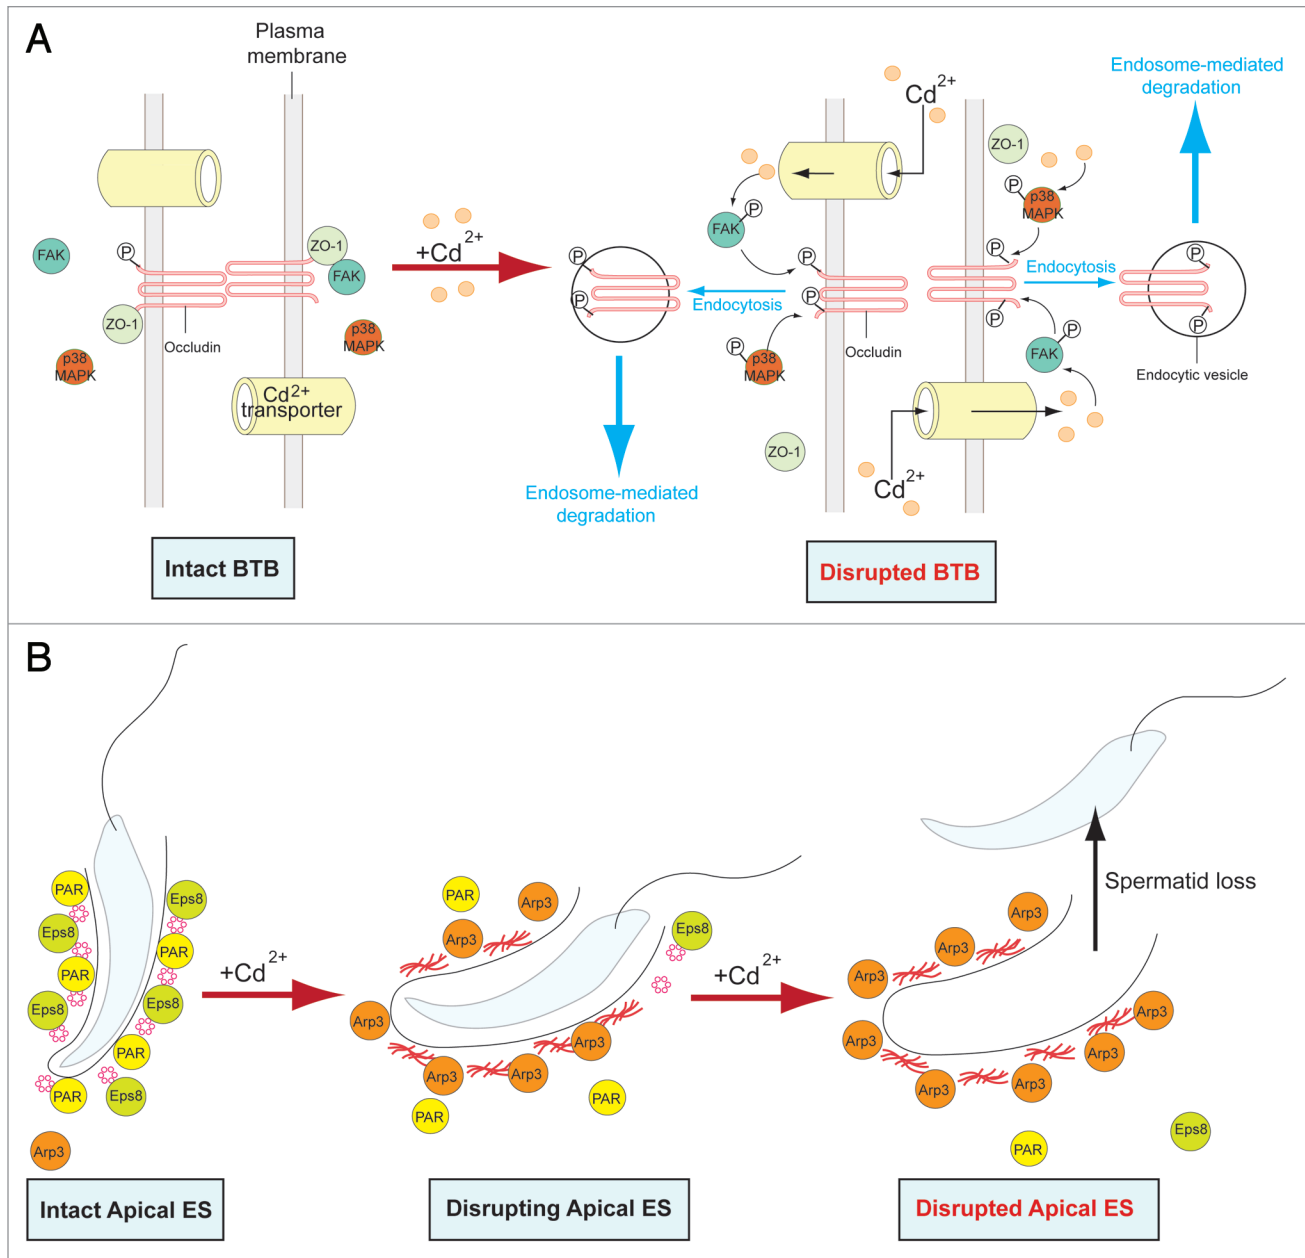 A
Plasma
membrane
FAK
P
ZO-1
FAK
ZO-1
Occludin
p38
MAPK
p38
MAPK
Cd2+
transporter
+Cd2+
Intact BTB
P
P
Endocytosis
Endosome-mediated
degradation
Cd2+
FAK
P
P
P
P
p38
MAPK
Occludin
ZO-1
Cd2+
ZO-1
P
p38
MAPK
P
P
Endocytosis
FAK
P
Endosome-mediated
degradation
P
P
Endocytic vesicle
Disrupted BTB
B
PAR
Eps8
Eps8
PAR
PAR
Eps8
Eps8
PAR
PAR
Eps8
Arp3
+Cd2+
Intact Apical ES
PAR
Arp3
Arp3
Eps8
Arp3
Arp3
Arp3
Arp3
PAR
PAR
+Cd2+
Disrupting Apical ES
Spermatid loss
Arp3
Arp3
Arp3
Arp3
Arp3
Arp3
Arp3
Arp3
Eps8
PAR
Disrupted Apical ES